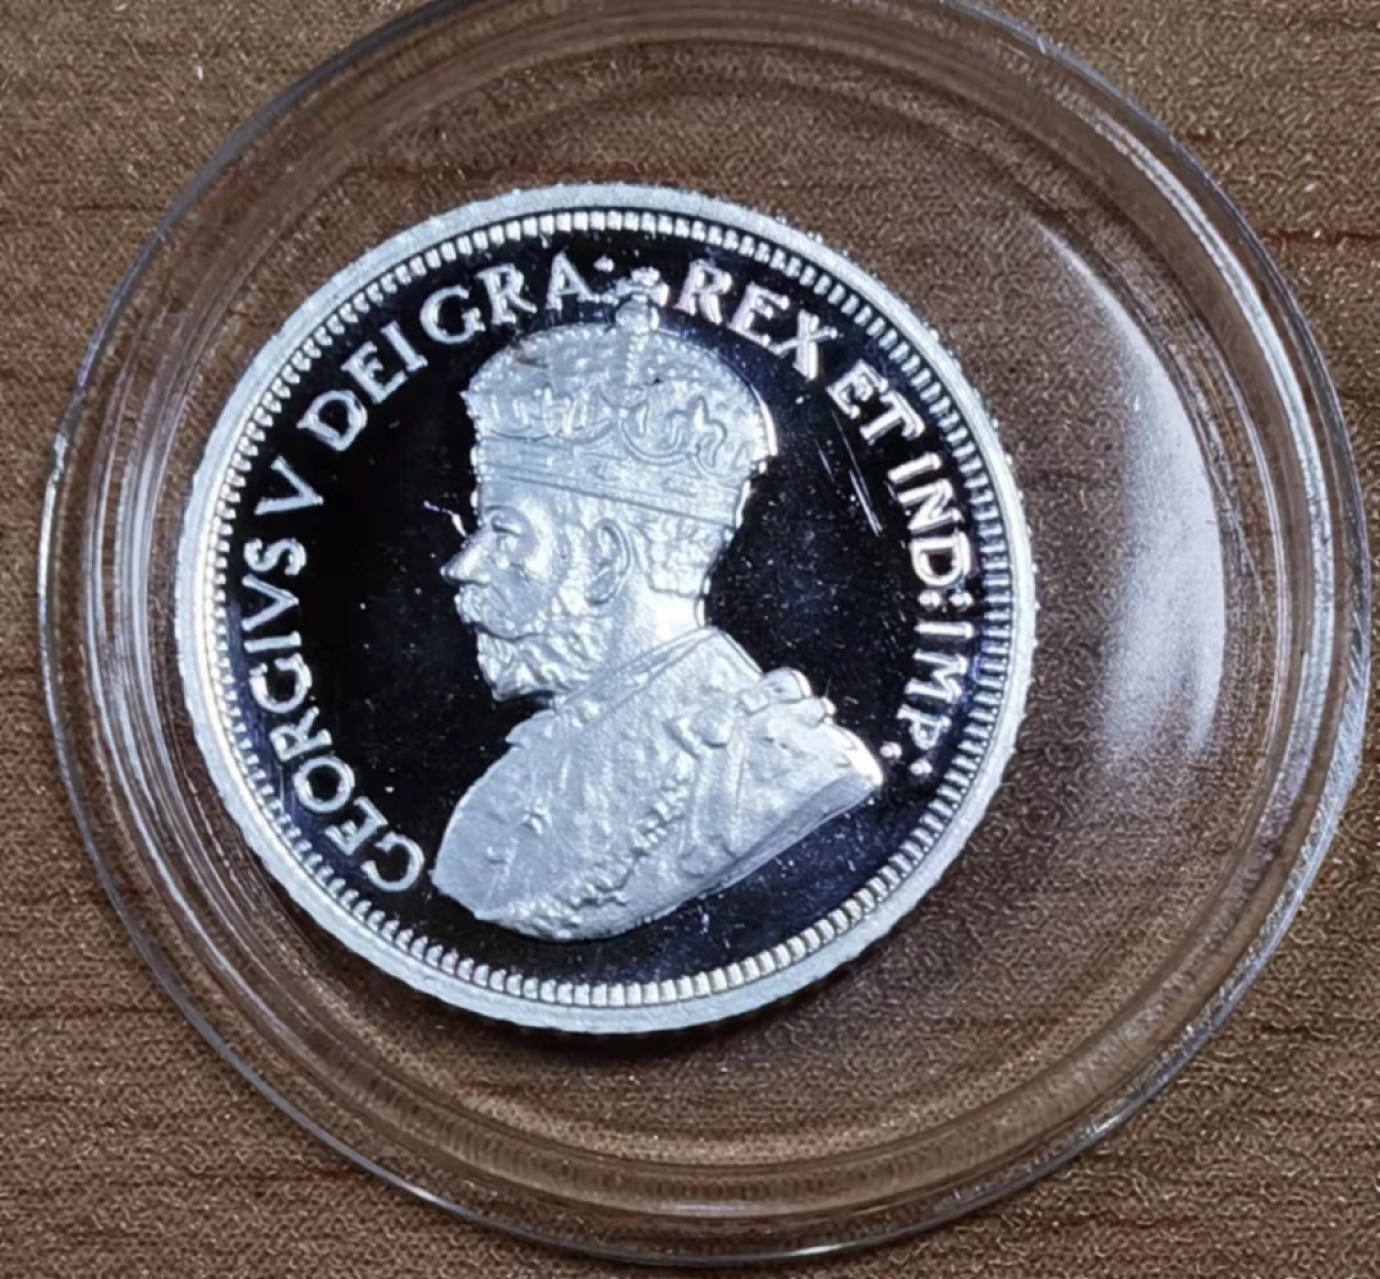 GEORGIVS V DEI GRA: REX ET IND: IMP: